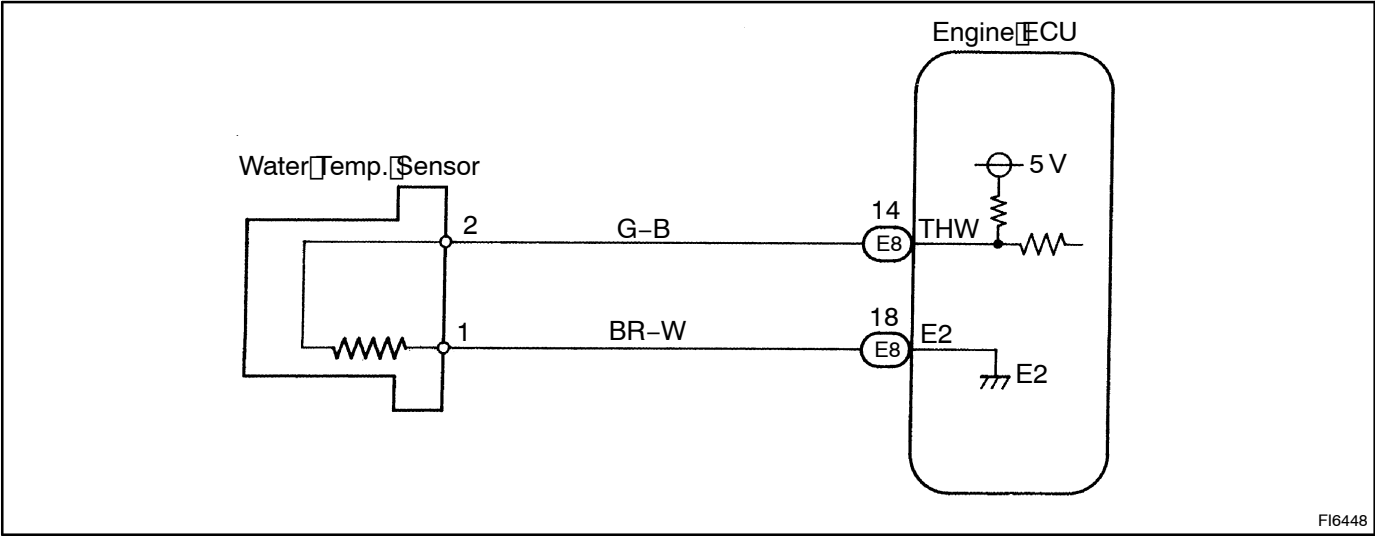 Engine ECU
5 V
Water Temp. Sensor
2
G–B
14
E8
THW
1
BR–W
18
E8
E2
E2
FI6448